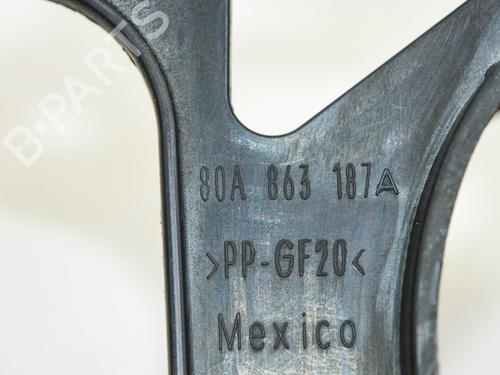 B-PARTS
80A 863 187A
>PP-GF20<
Mexico